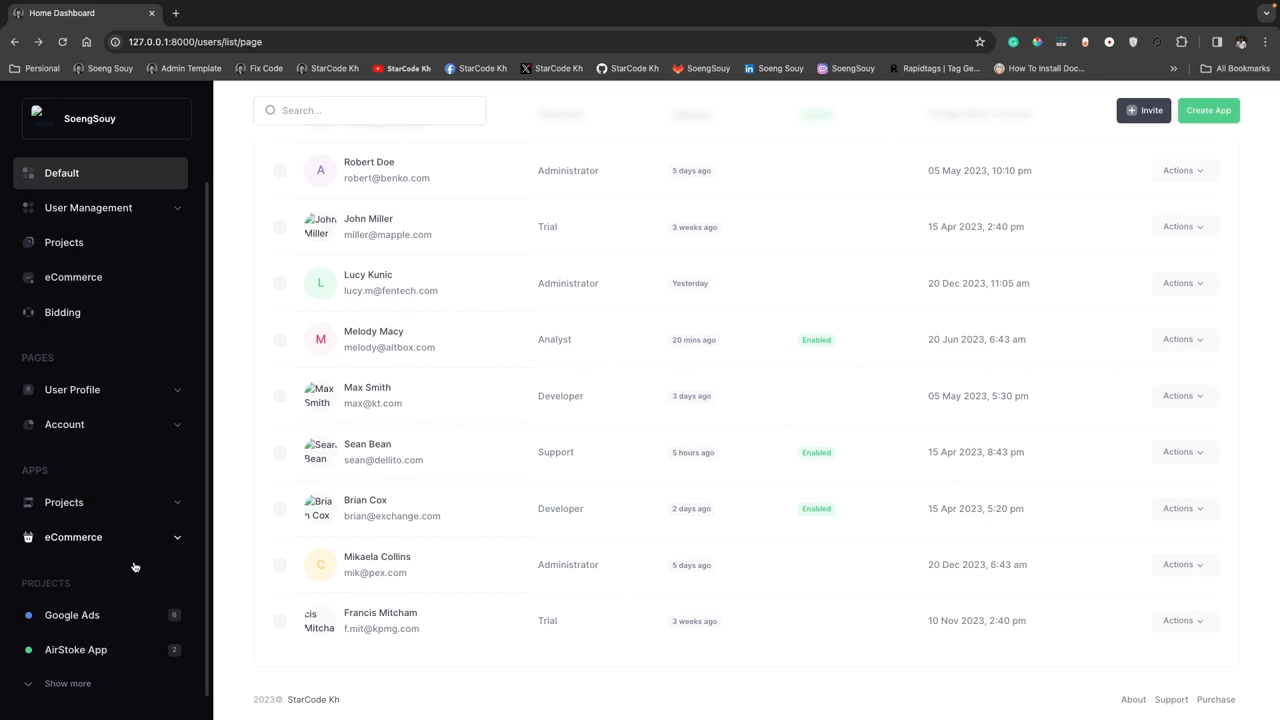 Home Dashboard
127.0.0.1:8000/users/list/page
Personal Soeng Souy Admin Template Fix Code StarCode Kh StarCode Kh StarCode Kh StarCode Kh StarCode Kh SoengSouy Soeng Souy SoengSouy Rapidtags | Tag Ge... How To Install Doc... » All Bookmarks
SoengSouy
Search...
Invite
Create App
Default
User Management
Projects
eCommerce
Bidding
PAGES
User Profile
Account
APPS
Projects
eCommerce
PROJECTS
Google Ads 6
AirStoke App 2
Show more
A Robert Doe
robert@benko.com
Administrator 5 days ago 05 May 2023, 10:10 pm Actions
John Miller
John Miller
miller@mapple.com
Trial 3 weeks ago 15 Apr 2023, 2:40 pm Actions
L Lucy Kunic
lucy.m@fentech.com
Administrator Yesterday 20 Dec 2023, 11:05 am Actions
M Melody Macy
melody@altbox.com
Analyst 20 mins ago Enabled 20 Jun 2023, 6:43 am Actions
Max Smith
Max Smith
max@kt.com
Developer 3 days ago 05 May 2023, 5:30 pm Actions
Sean Bean
Sean Bean
sean@dellito.com
Support 5 hours ago Enabled 15 Apr 2023, 8:43 pm Actions
Bria
n Cox
Brian Cox
brian@exchange.com
Developer 2 days ago Enabled 15 Apr 2023, 5:20 pm Actions
C Mikaela Collins
mik@pex.com
Administrator 5 days ago 20 Dec 2023, 6:43 am Actions
cis
Mitcha
Francis Mitcham
f.mit@kpmg.com
Trial 3 weeks ago 10 Nov 2023, 2:40 pm Actions
2023© StarCode Kh
About Support Purchase